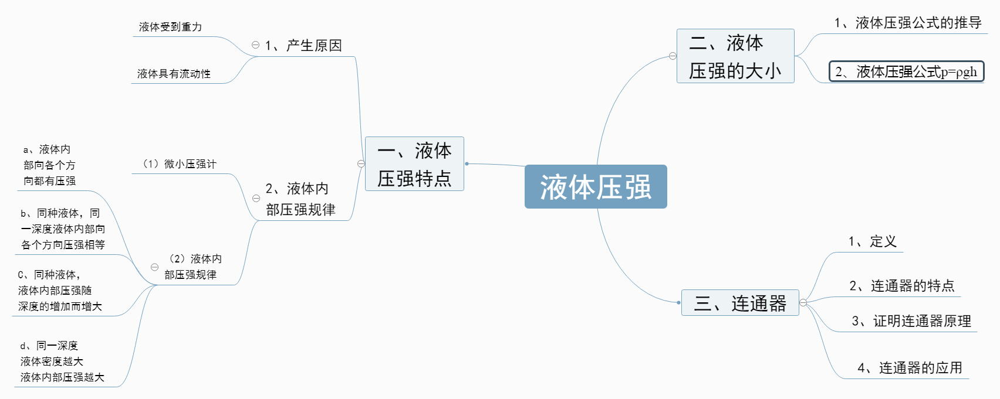 液体压强
一、液体
压强特点
1、产生原因
液体受到重力
液体具有流动性
2、液体内
部压强规律
（1）微小压强计
（2）液体内
部压强规律
a、液体内
部向各个方
向都有压强
b、同种液体，同
一深度液体内部向
各个方向压强相等
C、同种液体，
液体内部压强随
深度的增加而增大
d、同一深度
液体密度越大
液体内部压强越大
二、液体
压强的大小
1、液体压强公式的推导
2、液体压强公式p=ρgh
三、连通器
1、定义
2、连通器的特点
3、证明连通器原理
4、连通器的应用